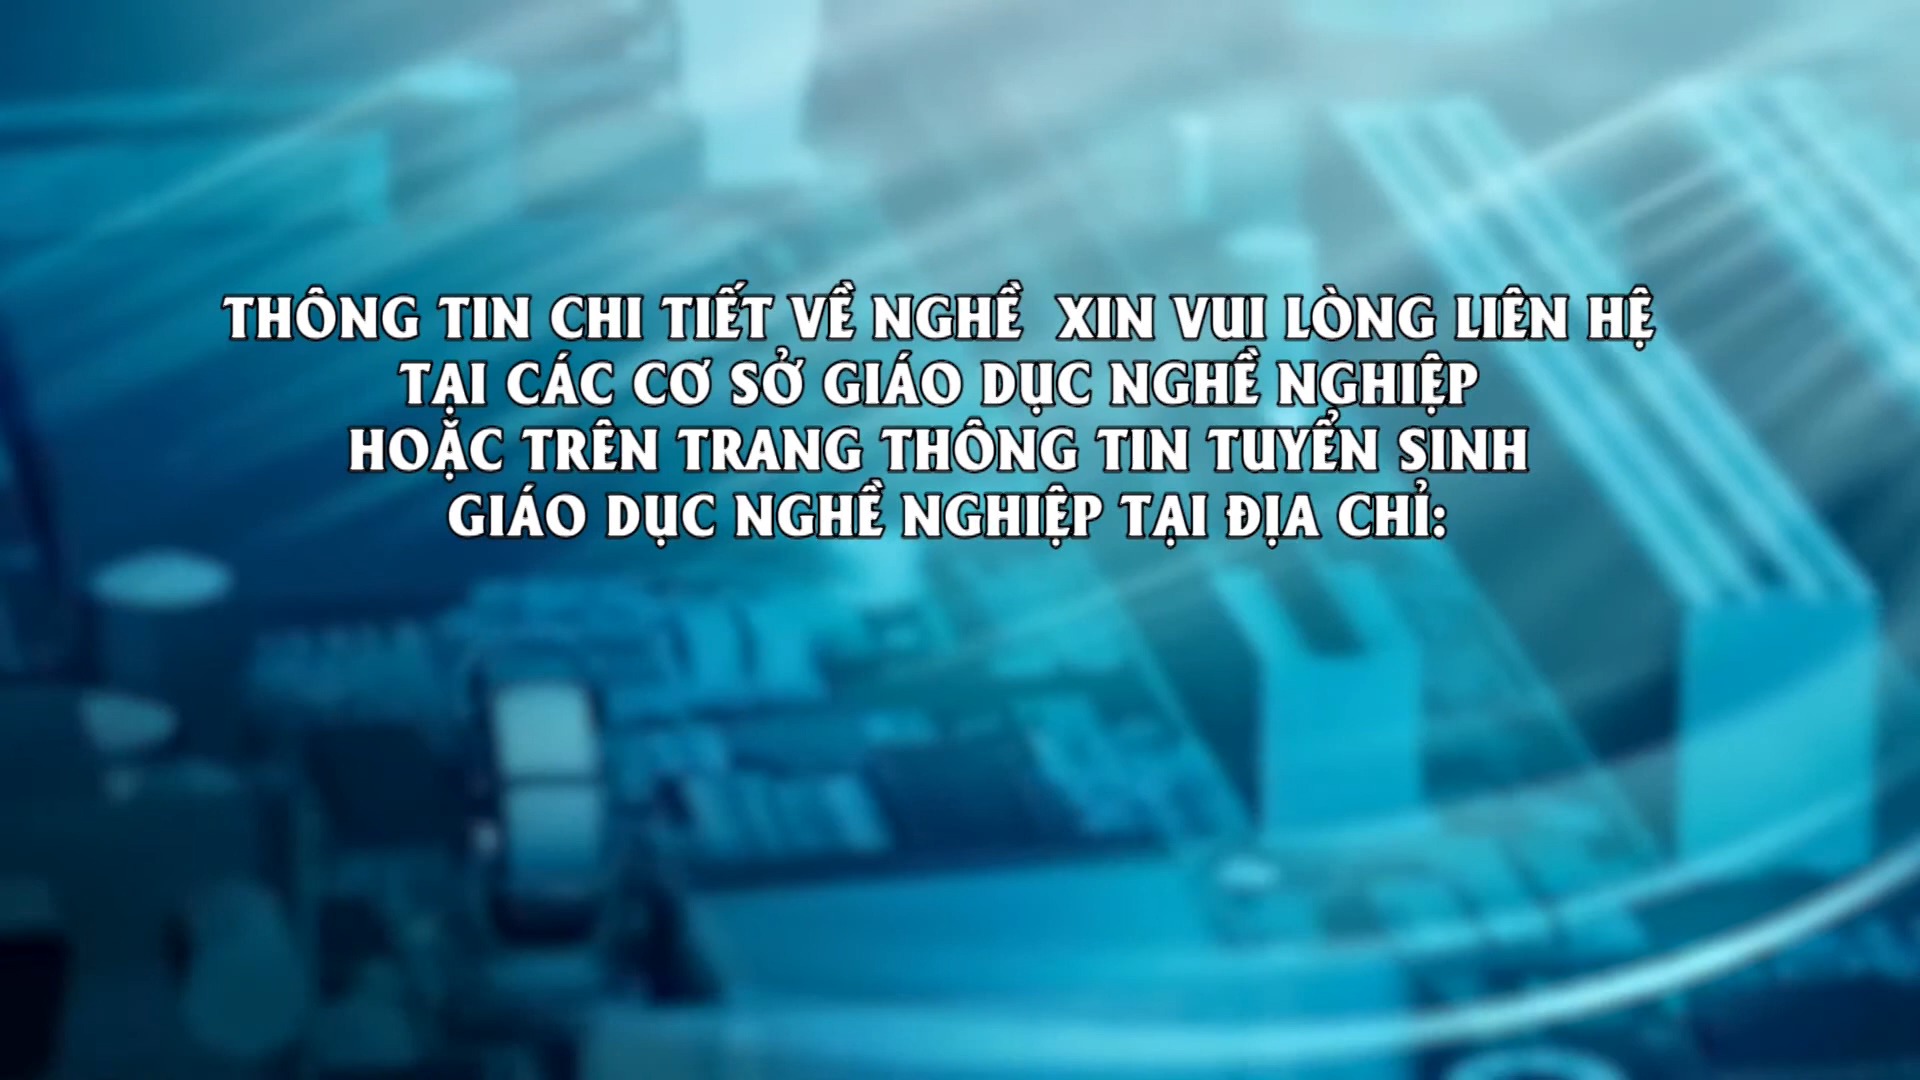 THÔNG TIN CHI TIẾT VỀ NGHỀ  XIN VUI LÒNG LIÊN HỆ
TẠI CÁC CƠ SỞ GIÁO DỤC NGHỀ NGHIỆP
HOẶC TRÊN TRANG THÔNG TIN TUYỂN SINH
GIÁO DỤC NGHỀ NGHIỆP TẠI ĐỊA CHỈ: